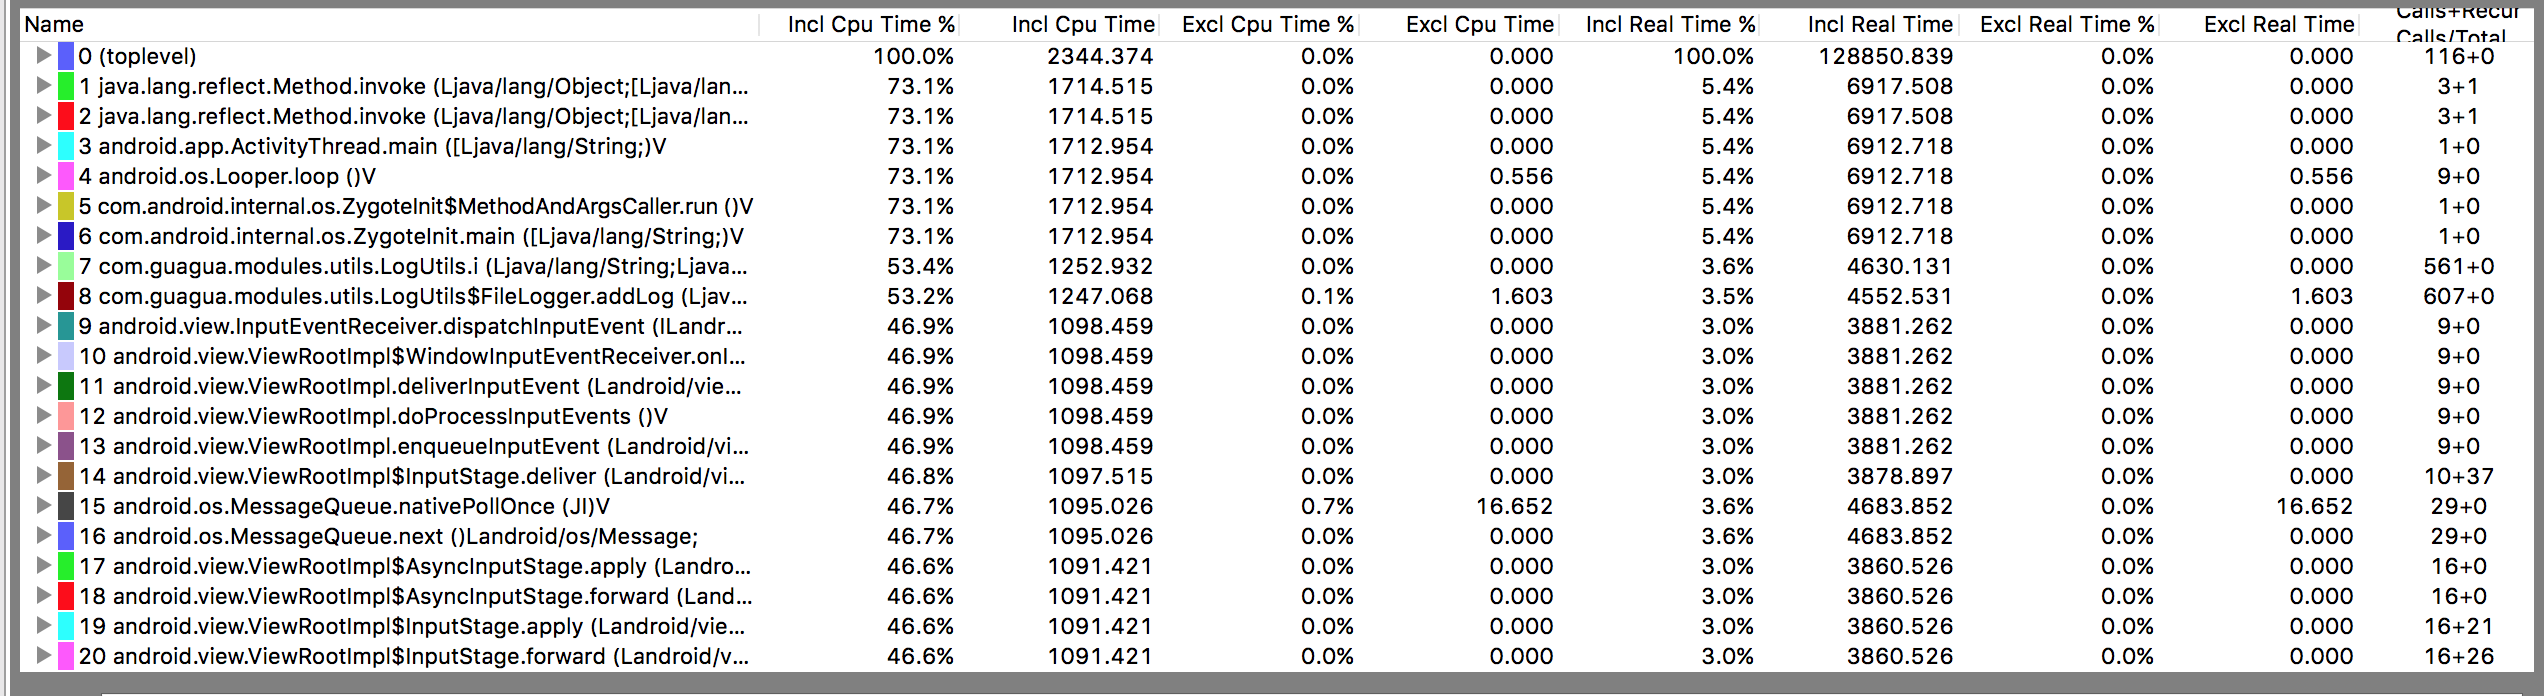 Name Incl Cpu Time % Incl Cpu Time Excl Cpu Time % Excl Cpu Time Incl Real Time % Incl Real Time Excl Real Time % Excl Real Time Calls+Recur Calls/Total
0 (toplevel) 100.0% 2344.374 0.0% 0.000 100.0% 128850.839 0.0% 0.000 116+0
1 java.lang.reflect.Method.invoke (Ljava/lang/Object;[Ljava/lan... 73.1% 1714.515 0.0% 0.000 5.4% 6917.508 0.0% 0.000 3+1
2 java.lang.reflect.Method.invoke (Ljava/lang/Object;[Ljava/lan... 73.1% 1714.515 0.0% 0.000 5.4% 6917.508 0.0% 0.000 3+1
3 android.app.ActivityThread.main ([Ljava/lang/String;)V 73.1% 1712.954 0.0% 0.000 5.4% 6912.718 0.0% 0.000 1+0
4 android.os.Looper.loop ()V 73.1% 1712.954 0.0% 0.556 5.4% 6912.718 0.0% 0.556 9+0
5 com.android.internal.os.ZygoteInit$MethodAndArgsCaller.run ()V 73.1% 1712.954 0.0% 0.000 5.4% 6912.718 0.0% 0.000 1+0
6 com.android.internal.os.ZygoteInit.main ([Ljava/lang/String;)V 73.1% 1712.954 0.0% 0.000 5.4% 6912.718 0.0% 0.000 1+0
7 com.guagua.modules.utils.LogUtils.i (Ljava/lang/String;Ljava... 53.4% 1252.932 0.0% 0.000 3.6% 4630.131 0.0% 0.000 561+0
8 com.guagua.modules.utils.LogUtils$FileLogger.addLog (Ljav... 53.2% 1247.068 0.1% 1.603 3.5% 4552.531 0.0% 1.603 607+0
9 android.view.InputEventReceiver.dispatchInputEvent (ILandr... 46.9% 1098.459 0.0% 0.000 3.0% 3881.262 0.0% 0.000 9+0
10 android.view.ViewRootImpl$WindowInputEventReceiver.onI... 46.9% 1098.459 0.0% 0.000 3.0% 3881.262 0.0% 0.000 9+0
11 android.view.ViewRootImpl.deliverInputEvent (Landroid/vie... 46.9% 1098.459 0.0% 0.000 3.0% 3881.262 0.0% 0.000 9+0
12 android.view.ViewRootImpl.doProcessInputEvents ()V 46.9% 1098.459 0.0% 0.000 3.0% 3881.262 0.0% 0.000 9+0
13 android.view.ViewRootImpl.enqueueInputEvent (Landroid/vi... 46.9% 1098.459 0.0% 0.000 3.0% 3881.262 0.0% 0.000 9+0
14 android.view.ViewRootImpl$InputStage.deliver (Landroid/vi... 46.8% 1097.515 0.0% 0.000 3.0% 3878.897 0.0% 0.000 10+37
15 android.os.MessageQueue.nativePollOnce (JI)V 46.7% 1095.026 0.7% 16.652 3.6% 4683.852 0.0% 16.652 29+0
16 android.os.MessageQueue.next ()Landroid/os/Message; 46.7% 1095.026 0.0% 0.000 3.6% 4683.852 0.0% 0.000 29+0
17 android.view.ViewRootImpl$AsyncInputStage.apply (Landro... 46.6% 1091.421 0.0% 0.000 3.0% 3860.526 0.0% 0.000 16+0
18 android.view.ViewRootImpl$AsyncInputStage.forward (Land... 46.6% 1091.421 0.0% 0.000 3.0% 3860.526 0.0% 0.000 16+0
19 android.view.ViewRootImpl$InputStage.apply (Landroid/vie... 46.6% 1091.421 0.0% 0.000 3.0% 3860.526 0.0% 0.000 16+21
20 android.view.ViewRootImpl$InputStage.forward (Landroid/v... 46.6% 1091.421 0.0% 0.000 3.0% 3860.526 0.0% 0.000 16+26